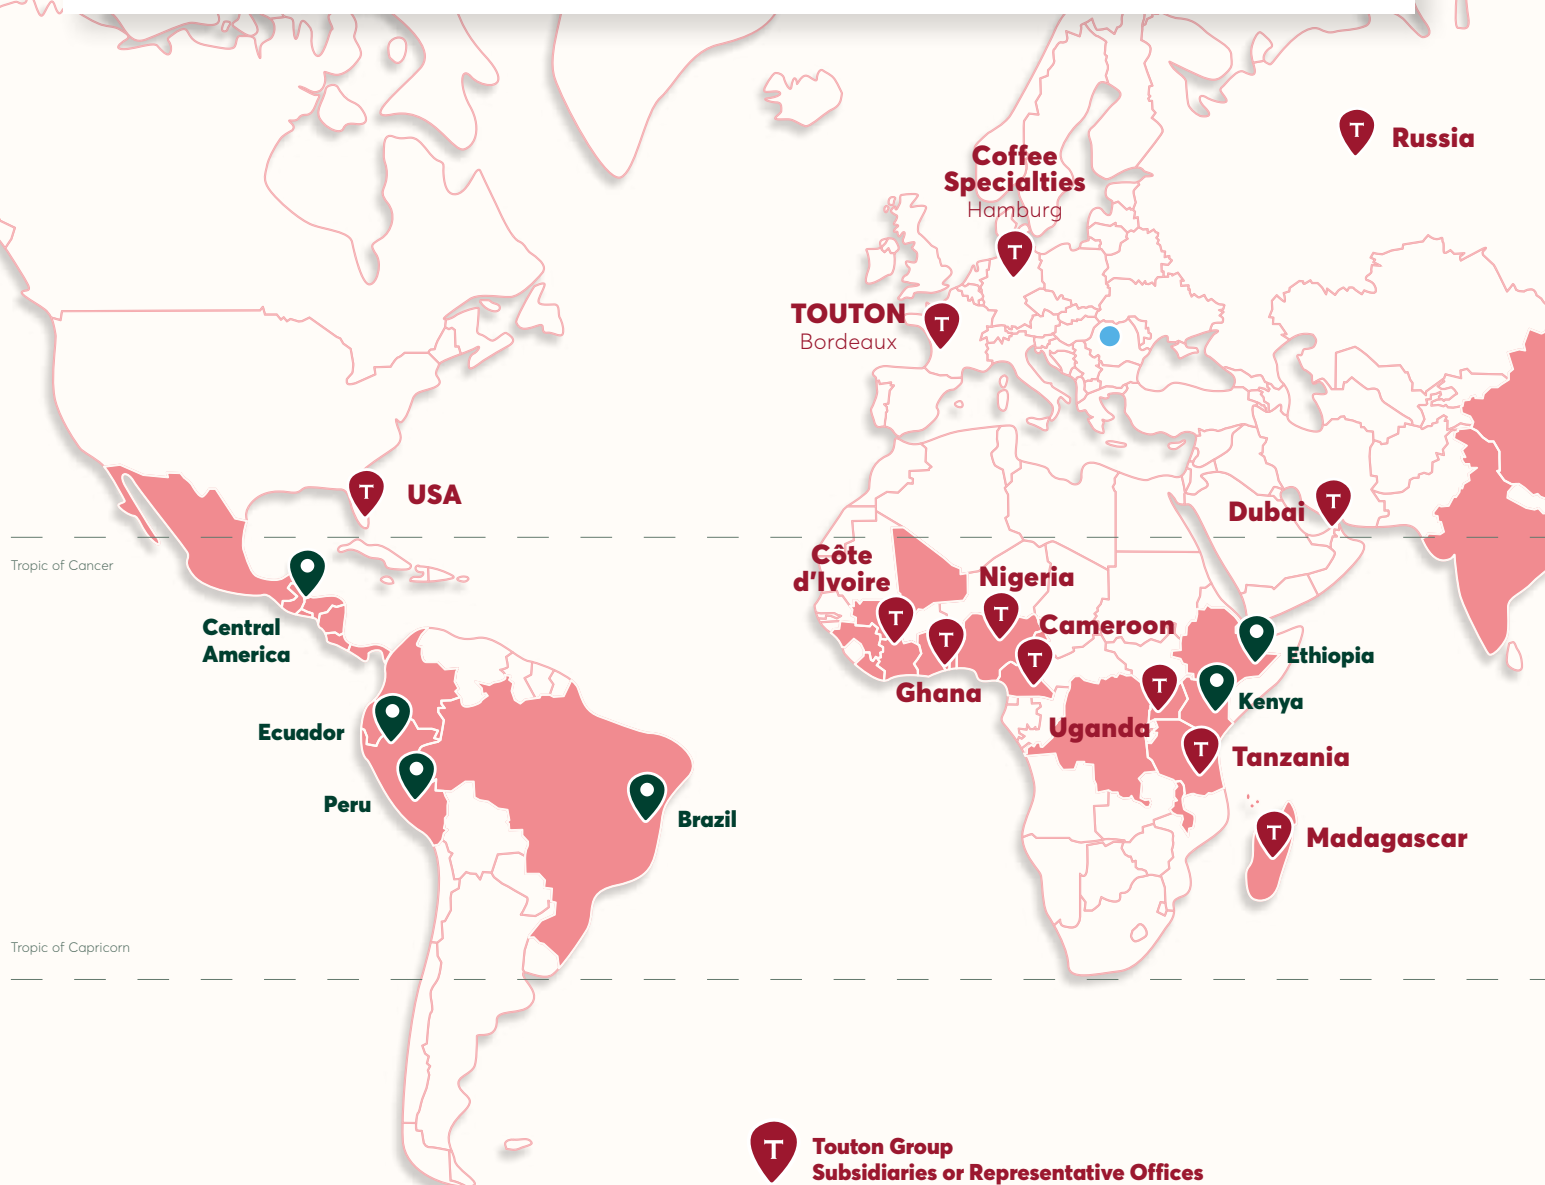 Russia
Coffee
Specialties
Hamburg
TOUTON
Bordeaux
T
T
T
USA
T
Dubai
T
Tropic of Cancer
Côte
d'Ivoire
Nigeria
T
T
T
Cameroon
T
Central
America
Ghana
Ethiopia
Kenya
T
Uganda
Ecuador
Tanzania
T
Peru
Brazil
Madagascar
T
Tropic of Capricorn
T
Touton Group
Subsidiaries or Representative Offices